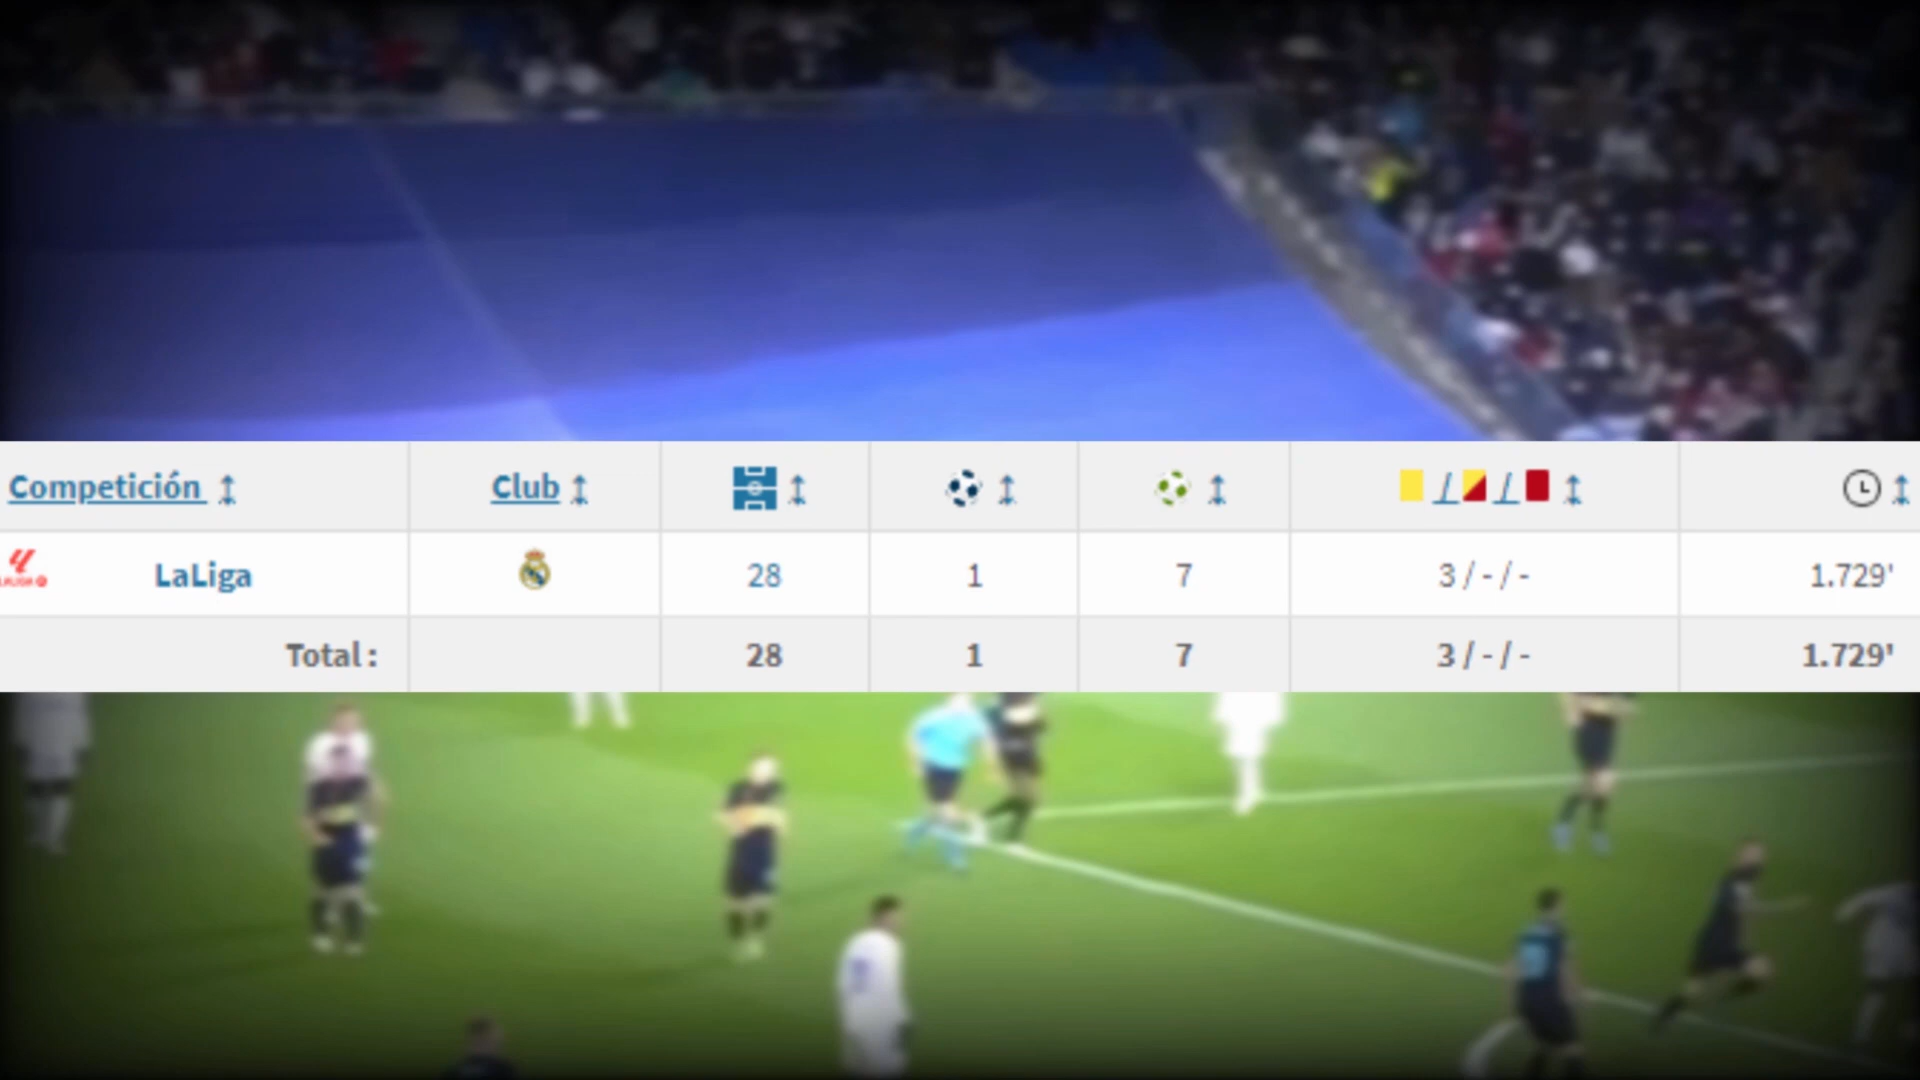 Competición Club
LaLiga 28 1 7 3 / - / - 1.729'
Total: 28 1 7 3 / - / - 1.729'